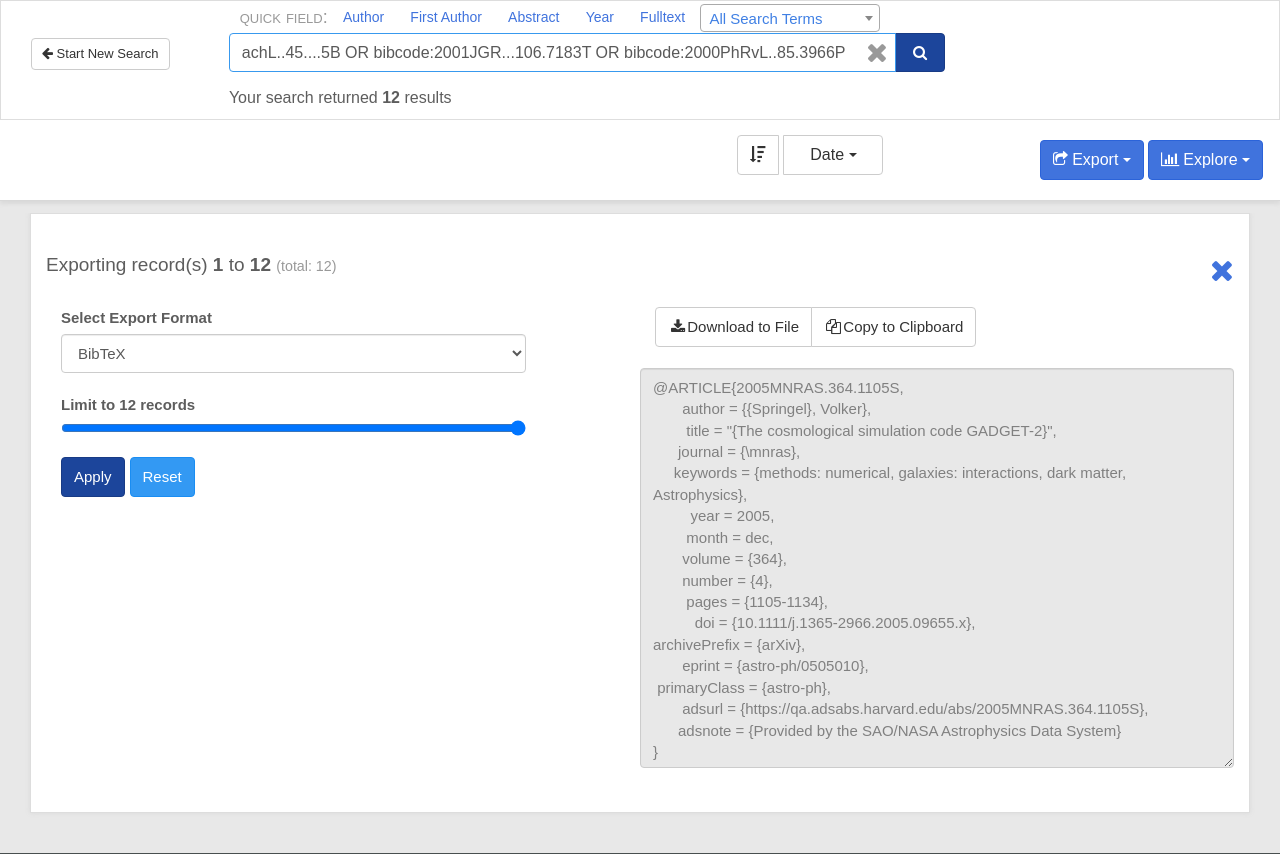 QUICK FIELD: Author First Author Abstract Year Fulltext All Search Terms
Start New Search
achL..45....5B OR bibcode:2001JGR...106.7183T OR bibcode:2000PhRvL..85.3966P
Your search returned 12 results
Date
Export
Explore
Exporting record(s) 1 to 12 (total: 12)
Select Export Format
BibTeX
Limit to 12 records
Apply Reset
Download to File
Copy to Clipboard
@ARTICLE{2005MNRAS.364.1105S,
author = {{Springel}, Volker},
title = "{The cosmological simulation code GADGET-2}",
journal = {\mnras},
keywords = {methods: numerical, galaxies: interactions, dark matter,
Astrophysics},
year = 2005,
month = dec,
volume = {364},
number = {4},
pages = {1105-1134},
doi = {10.1111/j.1365-2966.2005.09655.x},
archivePrefix = {arXiv},
eprint = {astro-ph/0505010},
primaryClass = {astro-ph},
adsurl = {https://qa.adsabs.harvard.edu/abs/2005MNRAS.364.1105S},
adsnote = {Provided by the SAO/NASA Astrophysics Data System}
}